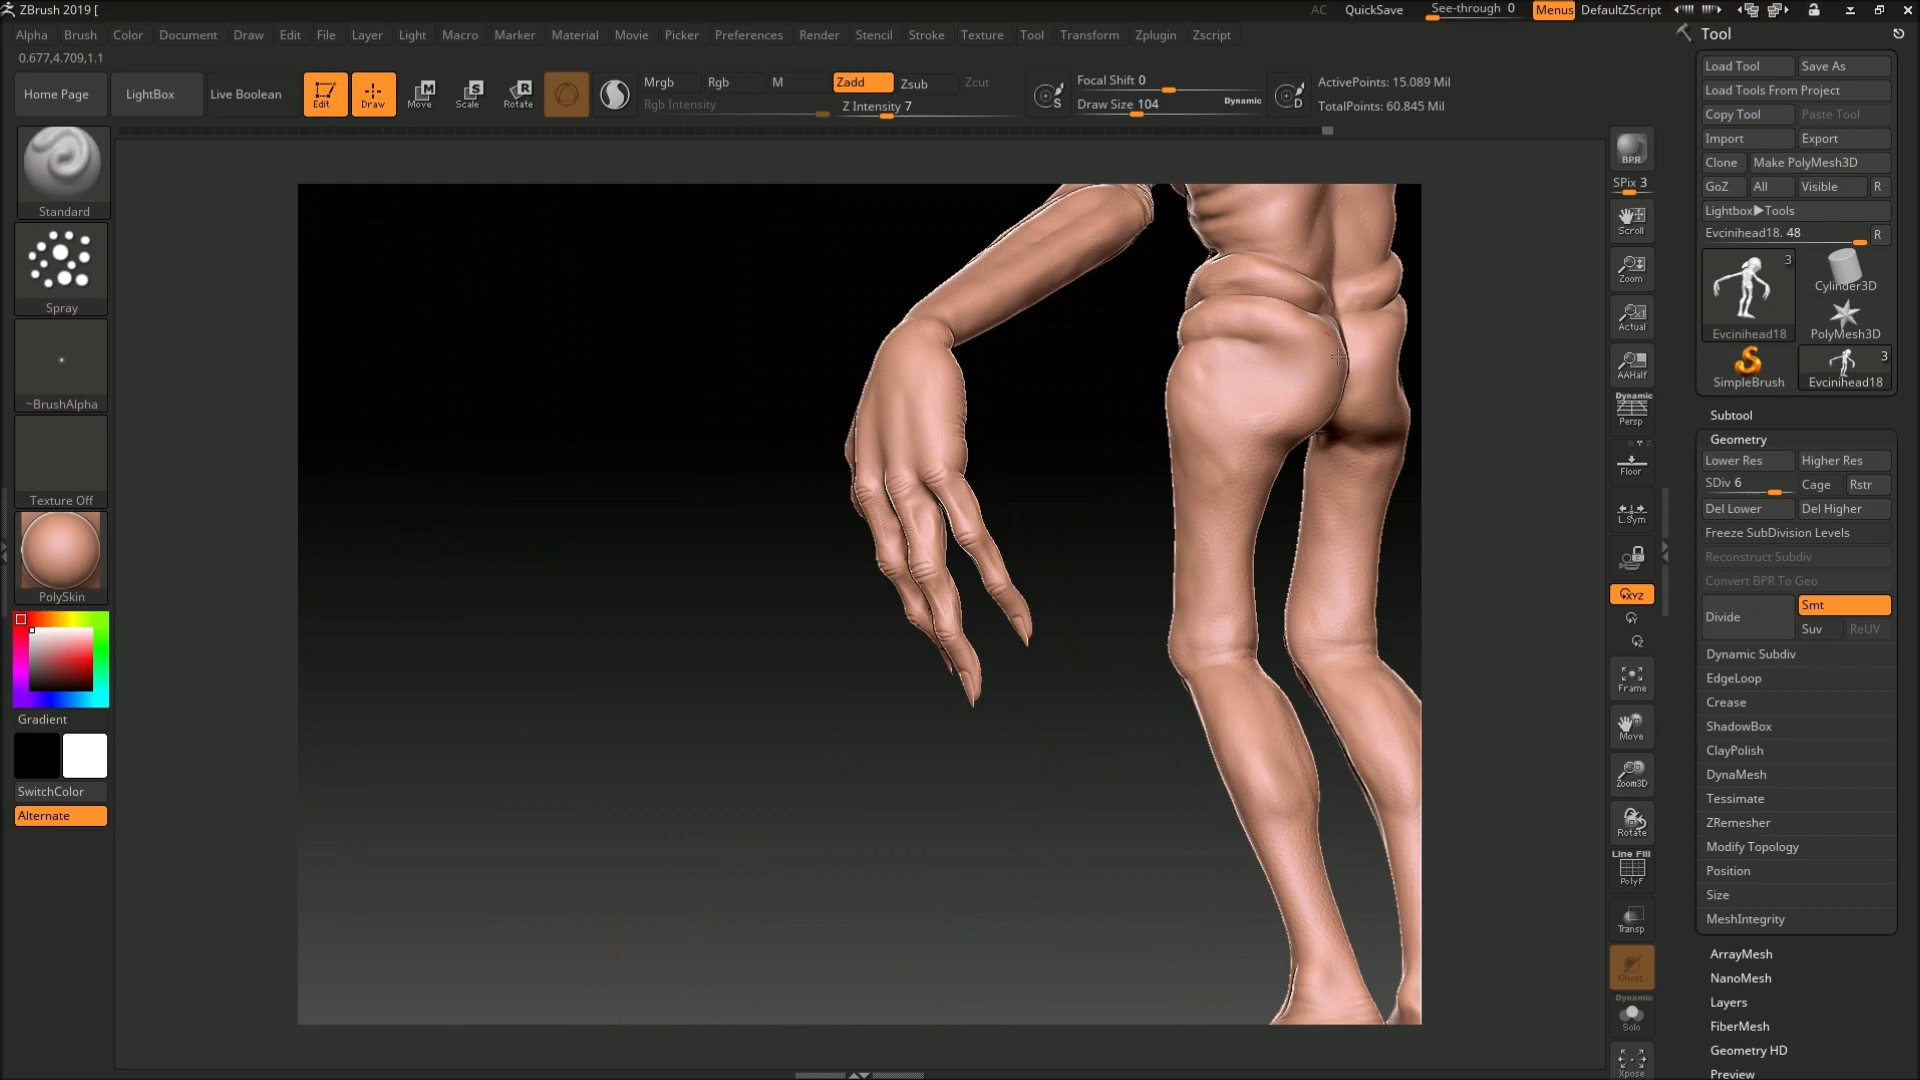 ZBrush 2019 [
AC QuickSave See-through 0 Menus DefaultZScript
Alpha Brush Color Document Draw Edit File Layer Light Macro Marker Material Movie Picker Preferences Render Stencil Stroke Texture Tool Transform Zplugin Zscript
0.677,4.709,1.1
Home Page LightBox Live Boolean Edit Draw Move Scale Rotate
Mrgb Rgb M Zadd Zsub Zcut
Rgb Intensity Z Intensity 7
Focal Shift 0
Draw Size 104 Dynamic
ActivePoints: 15.089 Mil
TotalPoints: 60.845 Mil
Standard
Spray
~BrushAlpha
Texture Off
PolySkin
Gradient
SwitchColor
Alternate
BPR
SPix 3
Scroll
Zoom
Actual
AAHalf
Dynamic
Persp
Floor
L.Sym
XYZ
Frame
Move
Zoom3D
Rotate
Line Fill
PolyF
Transp
Ghost
Dynamic
Solo
Xpose
Tool
Load Tool Save As
Load Tools From Project
Copy Tool Paste Tool
Import Export
Clone Make PolyMesh3D
GoZ All Visible R
Lightbox▶Tools
Evcinihead18. 48 R
3
Cylinder3D
Evcinihead18 PolyMesh3D
3
SimpleBrush Evcinihead18
Subtool
Geometry
Lower Res Higher Res
SDiv 6 Cage Rstr
Del Lower Del Higher
Freeze SubDivision Levels
Reconstruct Subdiv
Convert BPR To Geo
Divide Smt
Suv ReUV
Dynamic Subdiv
EdgeLoop
Crease
ShadowBox
ClayPolish
DynaMesh
Tessimate
ZRemesher
Modify Topology
Position
Size
MeshIntegrity
ArrayMesh
NanoMesh
Layers
FiberMesh
Geometry HD
Preview